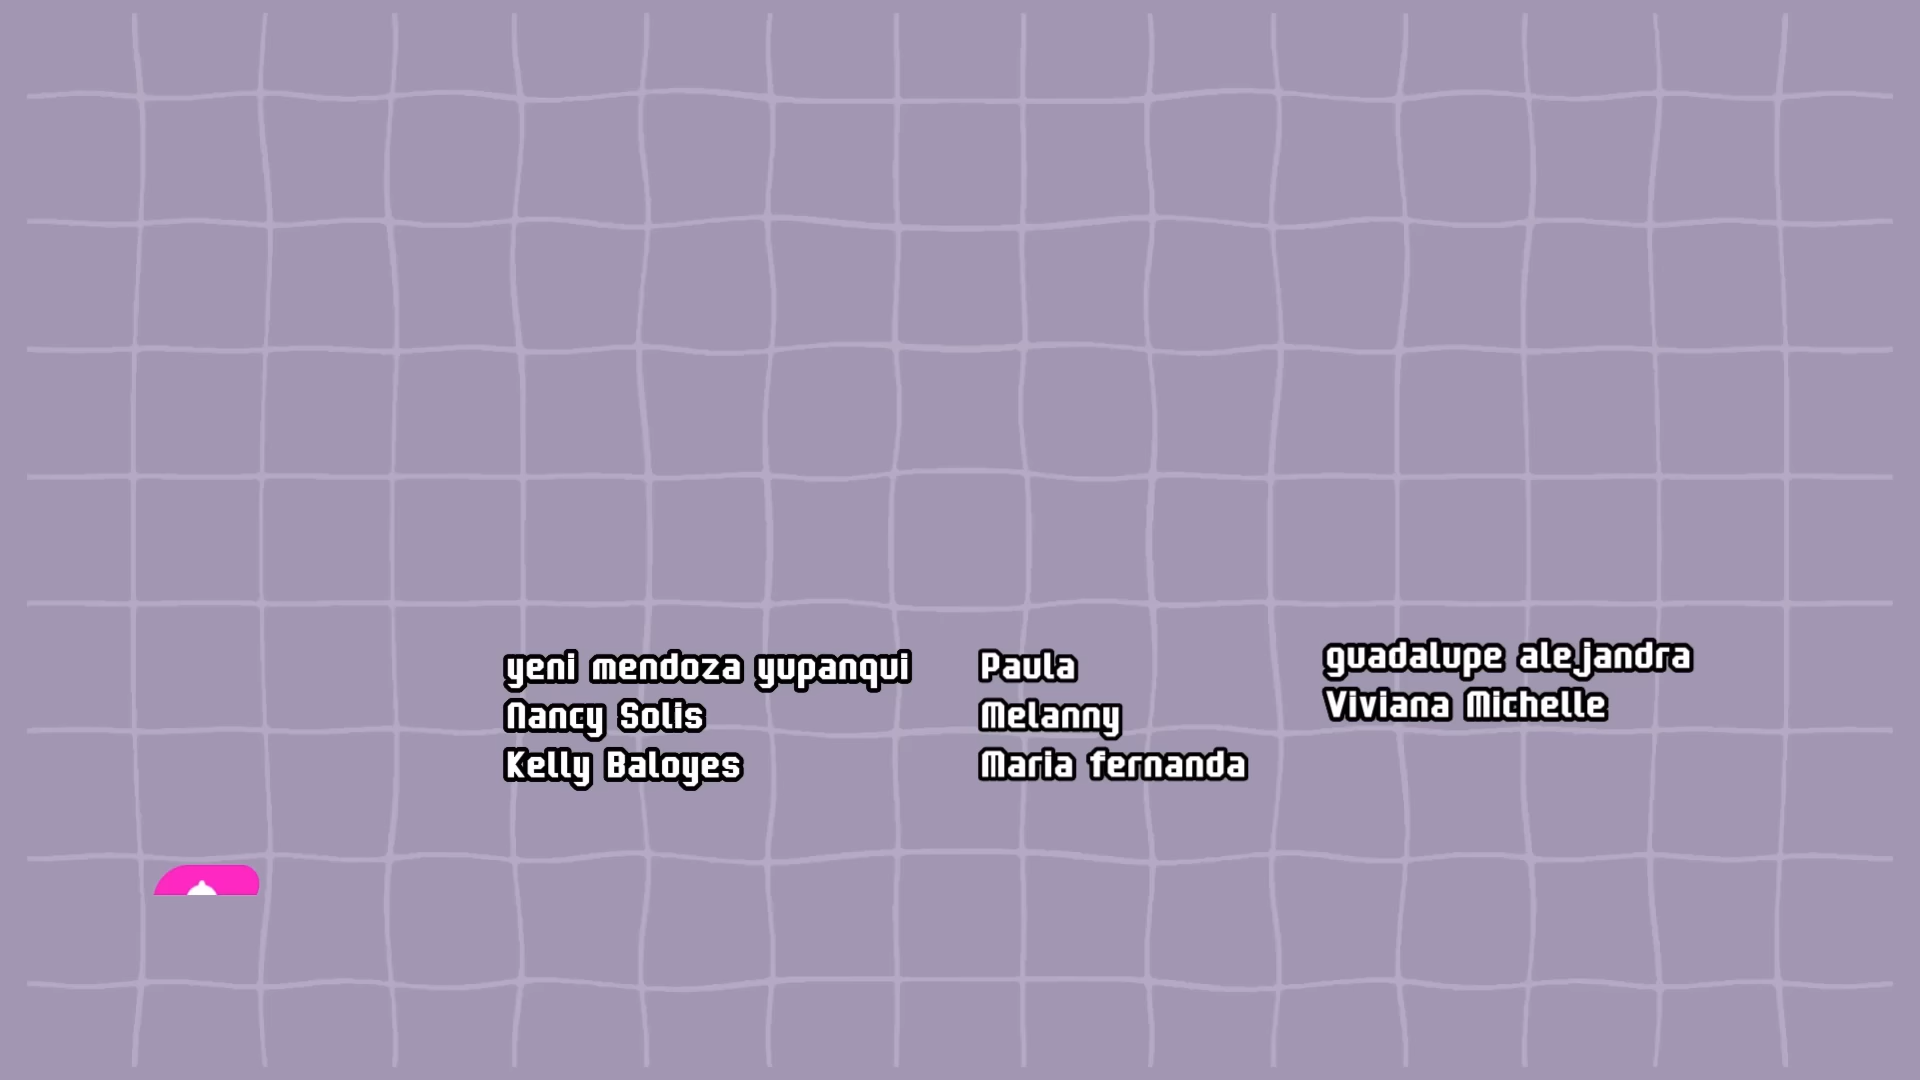 yeni mendoza yupanqui
Nancy Solis
Kelly Baloyes
Paula
Melanny
Maria fernanda
guadalupe alejandra
Viviana Michelle